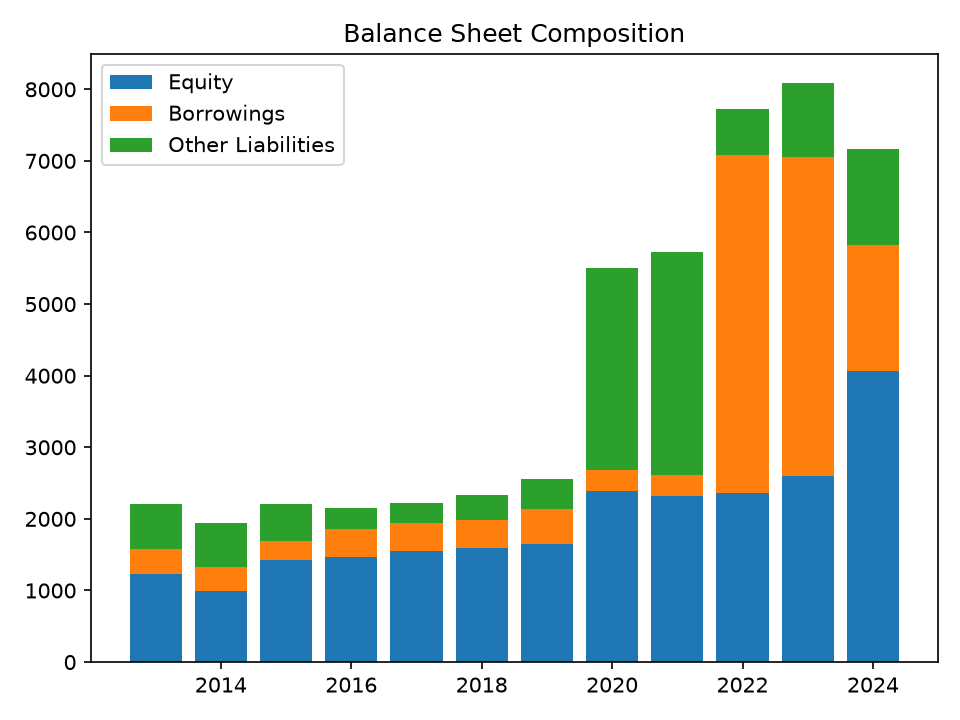 Balance Sheet Composition
Equity
Borrowings
Other Liabilities
8000
7000
6000
5000
4000
3000
2000
1000
0
2014 2016 2018 2020 2022 2024